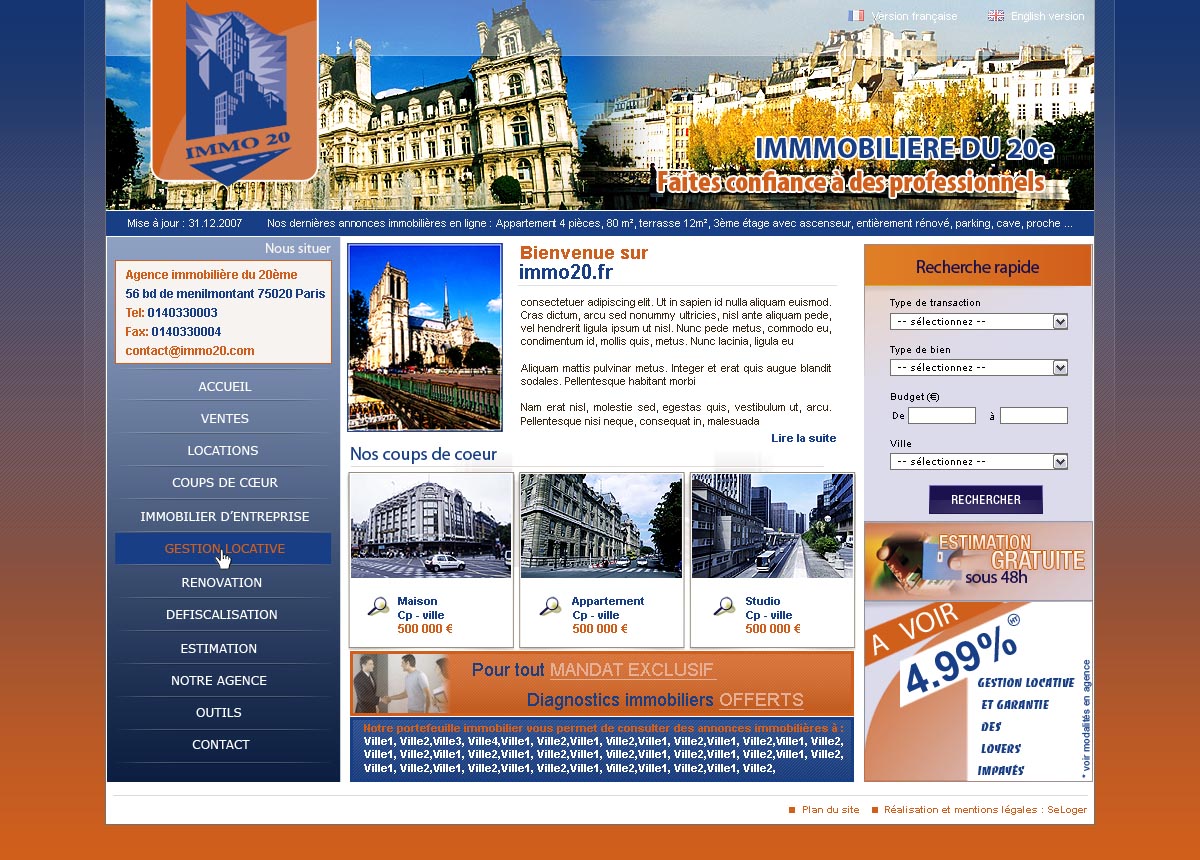 Version française
English version
IMMO 20
IMMMOBILIERE DU 20e
Faites confiance à des professionnels
Mise à jour : 31.12.2007 Nos dernières annonces immobilières en ligne : Appartement 4 pièces, 80 m², terrasse 12m², 3ème étage avec ascenseur, entièrement rénové, parking, cave, proche ...
Nous situer
Agence immobilière du 20ème
56 bd de menilmontant 75020 Paris
Tel: 0140330003
Fax: 0140330004
contact@immo20.com
ACCUEIL
VENTES
LOCATIONS
COUPS DE CŒUR
IMMOBILIER D'ENTREPRISE
GESTION LOCATIVE
RENOVATION
DEFISCALISATION
ESTIMATION
NOTRE AGENCE
OUTILS
CONTACT
Bienvenue sur
immo20.fr
consectetuer adipiscing elit. Ut in sapien id nulla aliquam euismod.
Cras dictum, arcu sed nonummy ultricies, nisl ante aliquam pede,
vel hendrerit ligula ipsum ut nisl. Nunc pede metus, commodo eu,
condimentum id, mollis quis, metus. Nunc lacinia, ligula eu
Aliquam mattis pulvinar metus. Integer et erat quis augue blandit
sodales. Pellentesque habitant morbi
Nam erat nisl, molestie sed, egestas quis, vestibulum ut, arcu.
Pellentesque nisi neque, consequat in, malesuada
Lire la suite
Nos coups de coeur
Maison
Cp - ville
500 000 €
Appartement
Cp - ville
500 000 €
Studio
Cp - ville
500 000 €
Pour tout MANDAT EXCLUSIF
Diagnostics immobiliers OFFERTS
Notre portefeuille immobilier vous permet de consulter des annonces immobilières à :
Ville1, Ville2,Ville3, Ville4,Ville1, Ville2,Ville1, Ville2,Ville1, Ville2,Ville1, Ville2,Ville1, Ville2,
Ville1, Ville2,Ville1, Ville2,Ville1, Ville2,Ville1, Ville2,Ville1, Ville2,Ville1, Ville2,Ville1, Ville2,
Ville1, Ville2,Ville1, Ville2,Ville1, Ville2,Ville1, Ville2,Ville1, Ville2,Ville1, Ville2,
Recherche rapide
Type de transaction
-- sélectionnez --
Type de bien
-- sélectionnez --
Budget (€)
De à
Ville
-- sélectionnez --
RECHERCHER
ESTIMATION
GRATUITE
sous 48h
A VOIR
4.99% HT
GESTION LOCATIVE
ET GARANTIE
DES
LOYERS
IMPAYÉS
* voir modalités en agence
Plan du site Réalisation et mentions légales : SeLoger